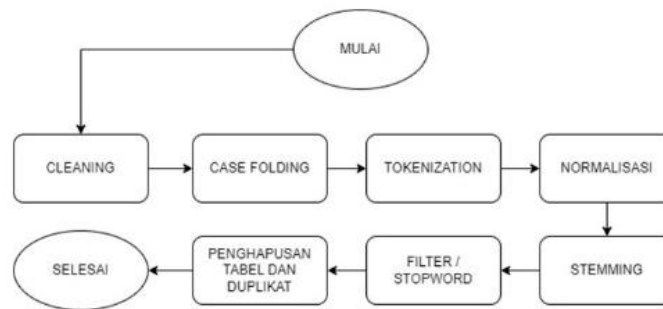 MULAI
CLEANING
CASE FOLDING
TOKENIZATION
NORMALISASI
STEMMING
FILTER /
STOPWORD
PENGHAPUSAN
TABEL DAN
DUPLIKAT
SELESAI